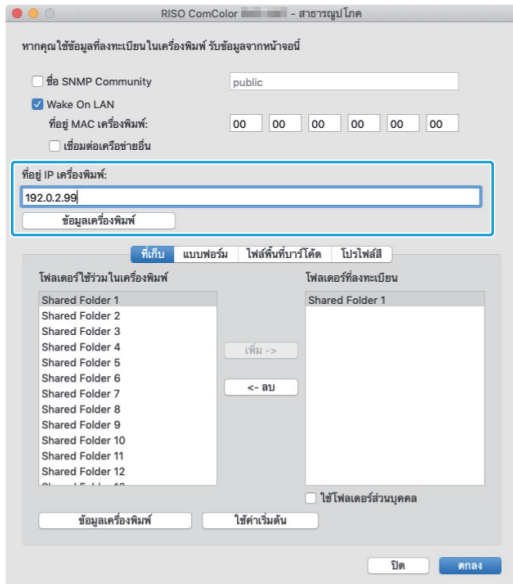 RISO ComColor - สาธารณูปโภค
หากคุณใช้ข้อมูลที่ลงทะเบียนในเครื่องพิมพ์ รับข้อมูลจากหน้าจอนี้
ชื่อ SNMP Community
public
Wake On LAN
ที่อยู่ MAC เครื่องพิมพ์:
00 00 00 00 00 00
เชื่อมต่อเครือข่ายอื่น
ที่อยู่ IP เครื่องพิมพ์:
192.0.2.99
ข้อมูลเครื่องพิมพ์
ที่เก็บ แบบฟอร์ม ไฟล์พื้นที่บาร์โค้ด โปรไฟล์สี
โฟลเดอร์ใช้ร่วมในเครื่องพิมพ์
Shared Folder 1
Shared Folder 2
Shared Folder 3
Shared Folder 4
Shared Folder 5
Shared Folder 6
Shared Folder 7
Shared Folder 8
Shared Folder 9
Shared Folder 10
Shared Folder 11
Shared Folder 12
เพิ่ม ->
<- ลบ
โฟลเดอร์ที่ลงทะเบียน
Shared Folder 1
ใช้โฟลเดอร์ส่วนบุคคล
ข้อมูลเครื่องพิมพ์ ใช้ค่าเริ่มต้น
ปิด ตกลง